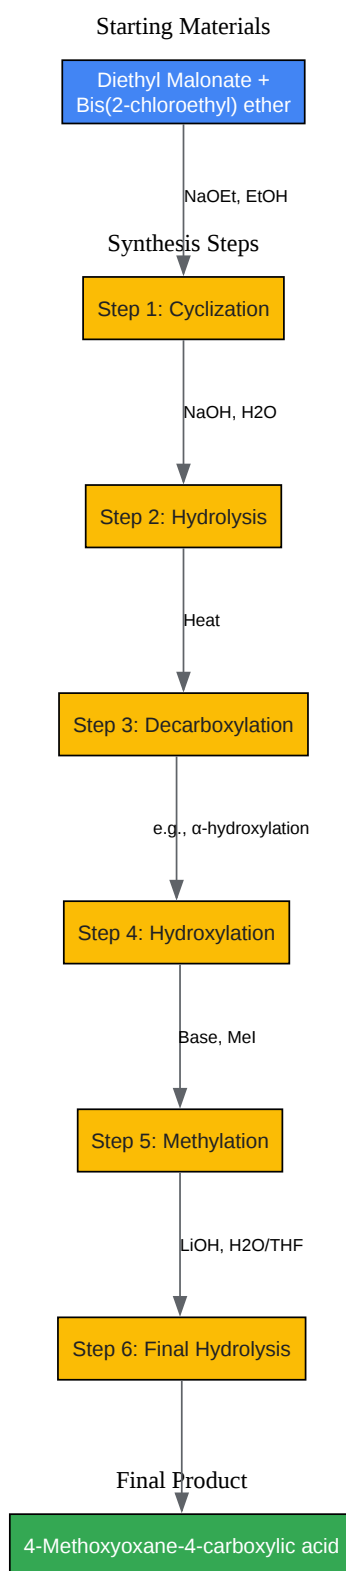 Starting Materials
Diethyl Malonate +
Bis(2-chloroethyl) ether
NaOEt, EtOH
Synthesis Steps
Step 1: Cyclization
NaOH, H2O
Step 2: Hydrolysis
Heat
Step 3: Decarboxylation
e.g., α-hydroxylation
Step 4: Hydroxylation
Base, MeI
Step 5: Methylation
LiOH, H2O/THF
Step 6: Final Hydrolysis
Final Product
4-Methoxyoxane-4-carboxylic acid